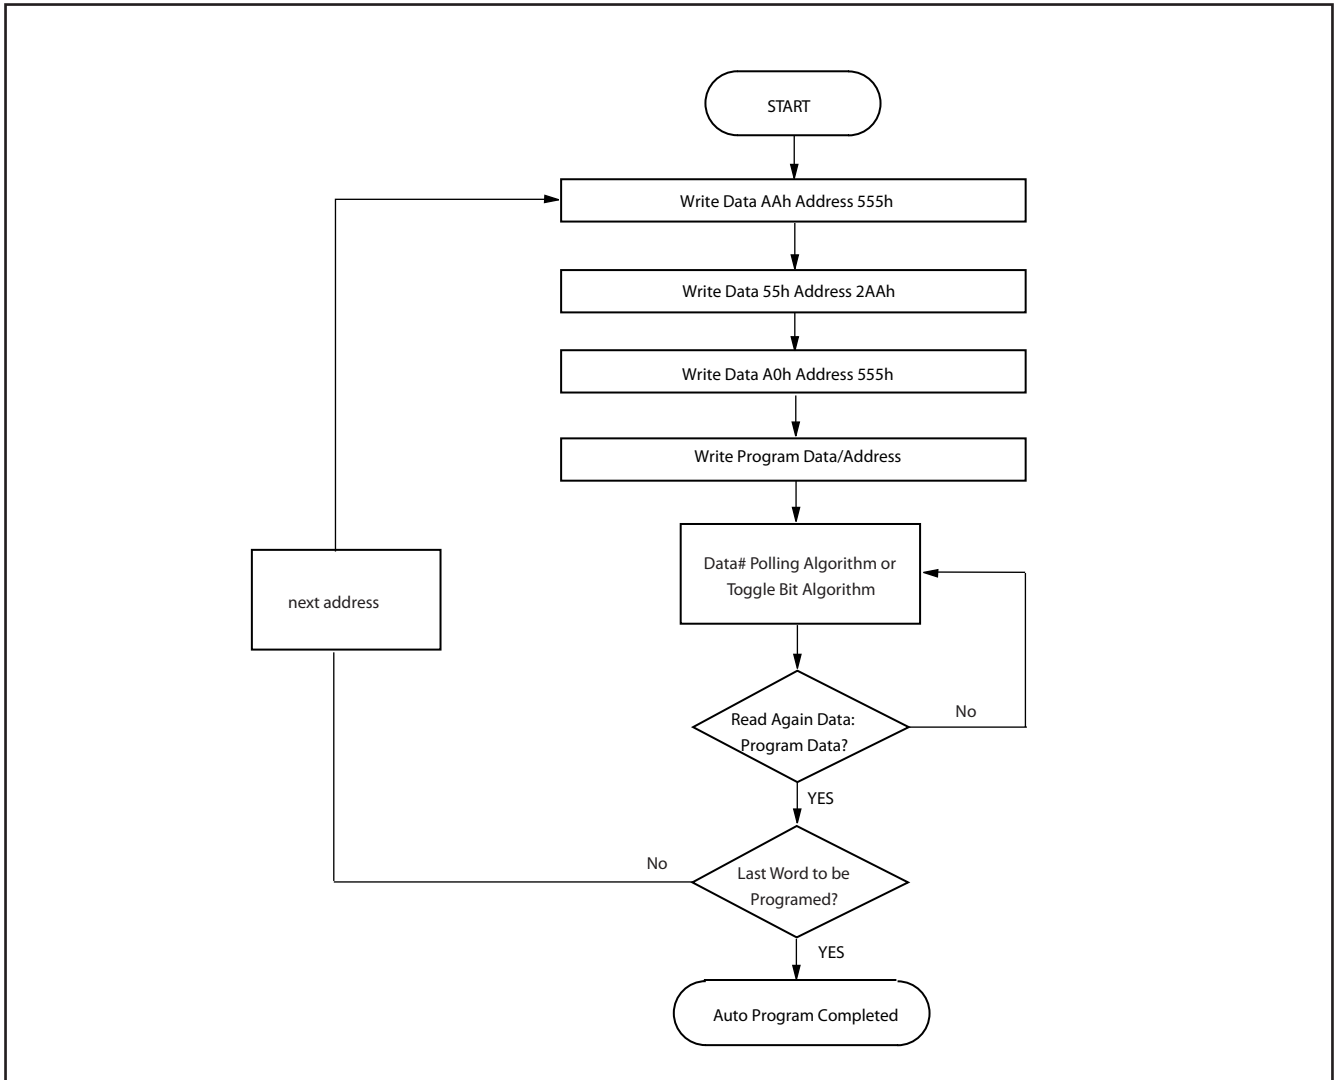 START
Write Data AAh Address 555h
Write Data 55h Address 2AAh
Write Data A0h Address 555h
Write Program Data/Address
Data# Polling Algorithm or
Toggle Bit Algorithm
next address
Read Again Data:
Program Data?
No
YES
No
Last Word to be
Programed?
YES
Auto Program Completed